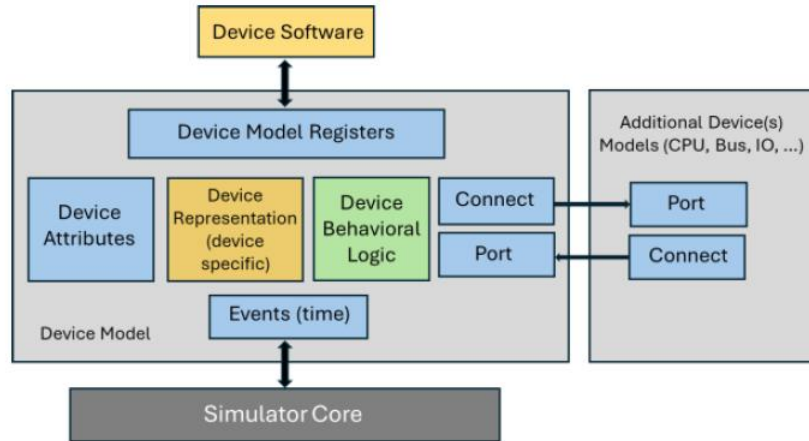 Device Software
Device Model Registers
Additional Device(s)
Models (CPU, Bus, IO, ...)
Device
Attributes
Device
Representation
(device
specific)
Device
Behavioral
Logic
Connect
Port
Port
Connect
Events (time)
Device Model
Simulator Core